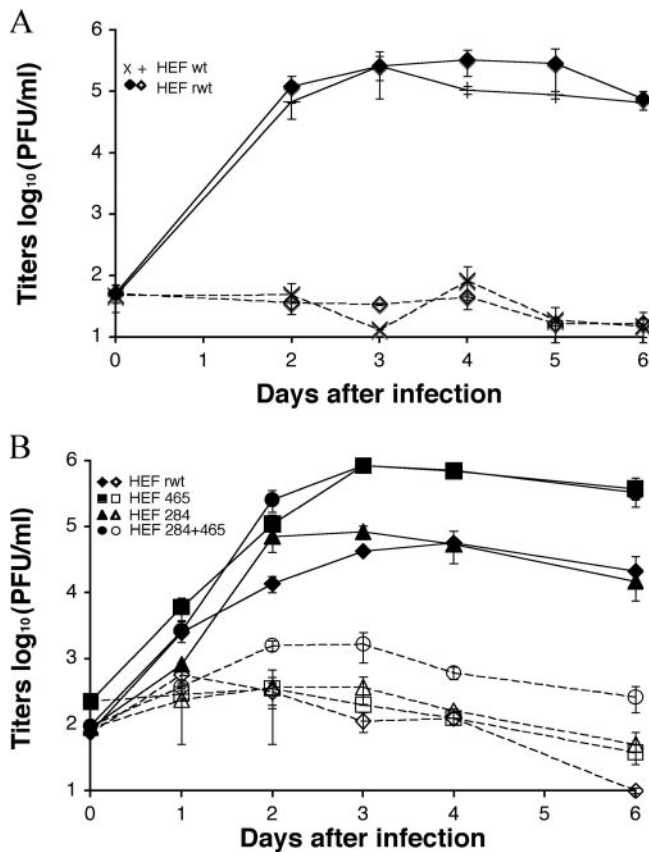 A
6
5
4
3
2
1
Titers log10(PFU/ml)
x + HEF wt
HEF rwt
0 1 2 3 4 5 6
Days after infection
B
6
5
4
3
2
1
Titers log10(PFU/ml)
HEF rwt
HEF 465
HEF 284
HEF 284+465
0 1 2 3 4 5 6
Days after infection